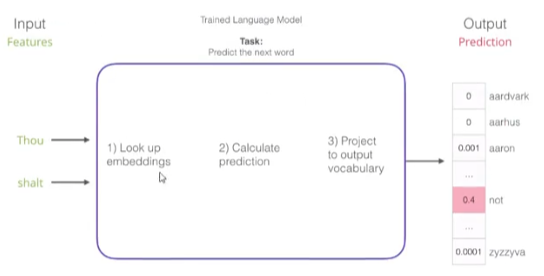 Input
Features
Trained Language Model
Task:
Predict the next word
Output
Prediction
Thou
shalt
1) Look up
embeddings
2) Calculate
prediction
3) Project
to output
vocabulary
0 aardvark
0 aarhus
0.001 aaron
...
0.4 not
...
0.0001 zyzzyva